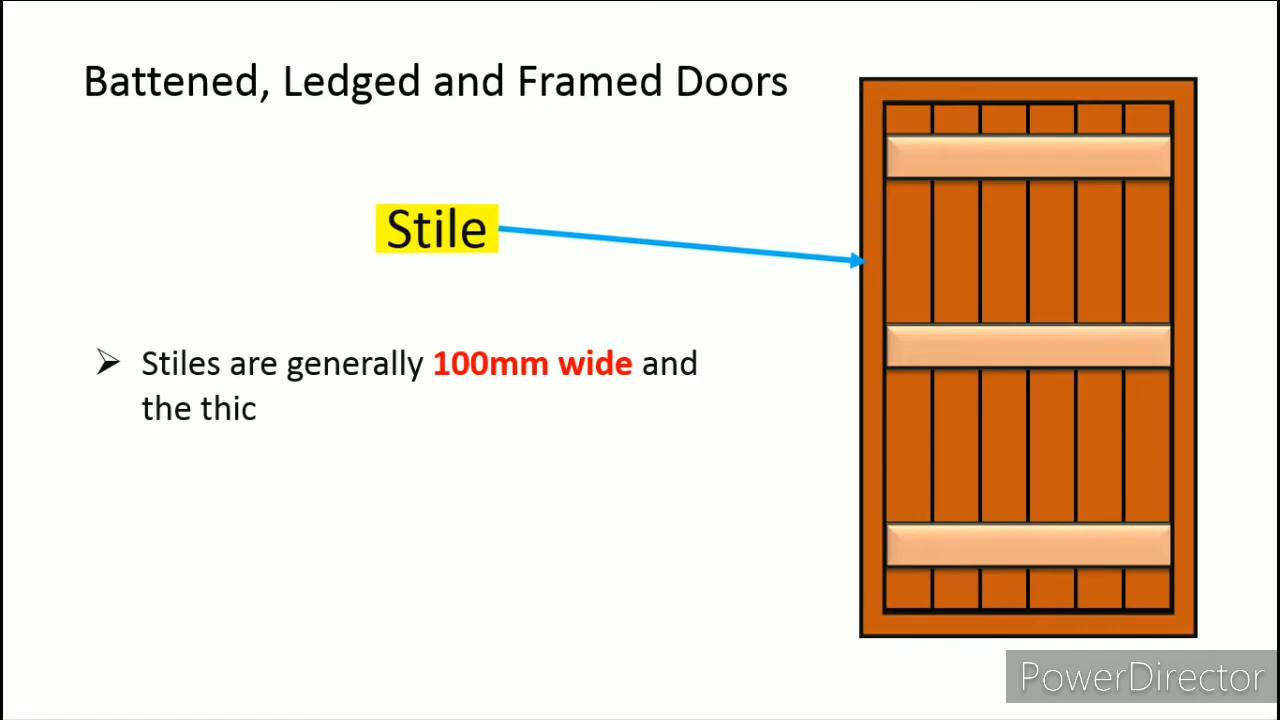 Battened, Ledged and Framed Doors
Stile
Stiles are generally 100mm wide and
the thic
PowerDirector